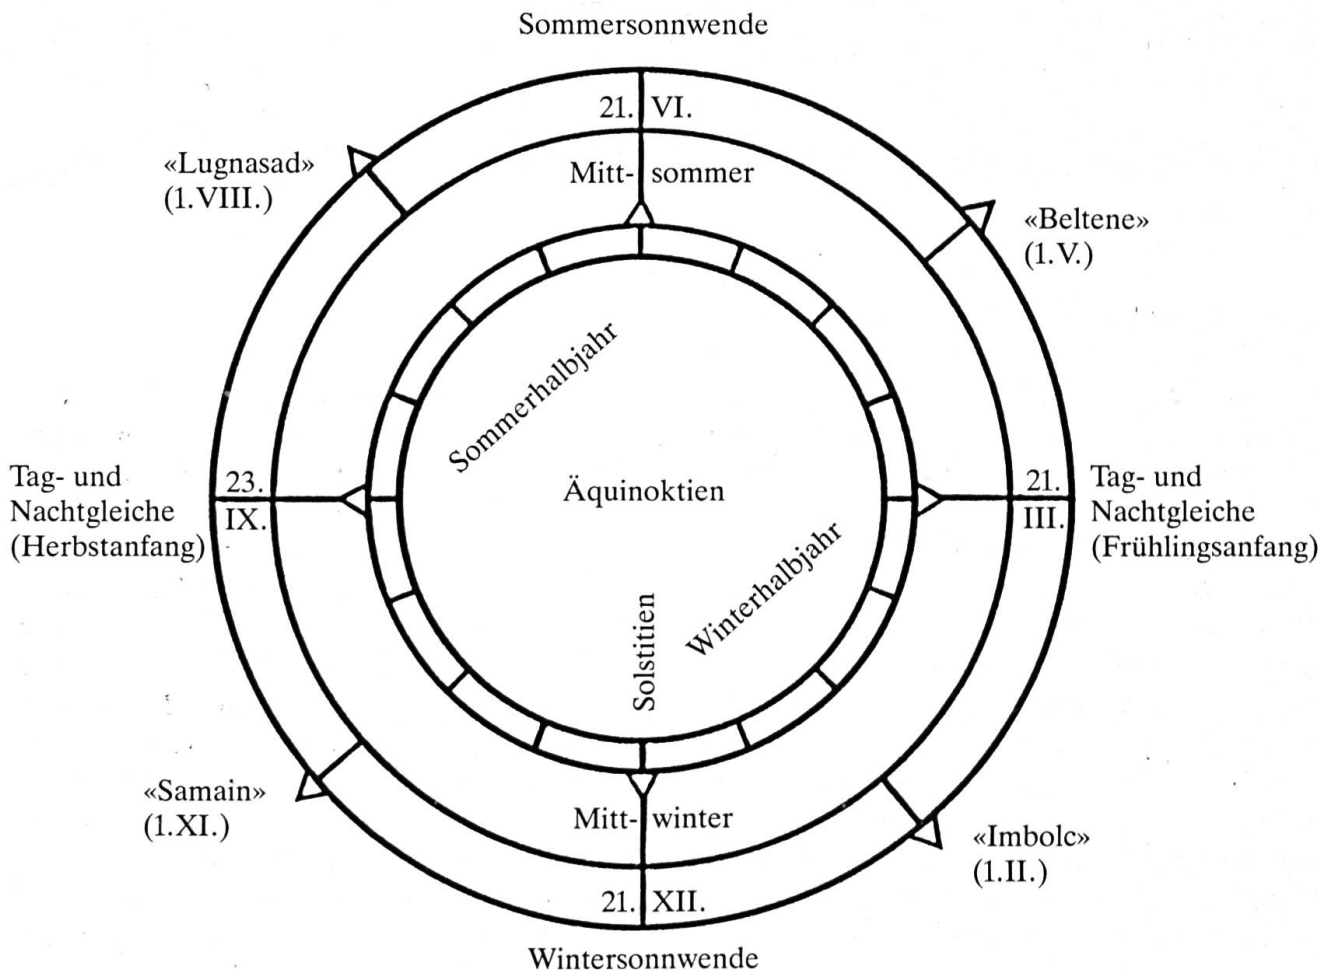 Sommersonnwende
21. VI.
Mitt- sommer
«Lugnasad»
(1.VIII.)
«Beltene»
(1.V.)
Sommerhalbjahr
Tag- und
Nachtgleiche
(Herbstanfang)
23.
IX.
Äquinoktien
21.
III.
Tag- und
Nachtgleiche
(Frühlingsanfang)
Winterhalbjahr
Solstitien
«Samain»
(1.XI.)
Mitt- winter
«Imbolc»
(1.II.)
21. XII.
Wintersonnwende